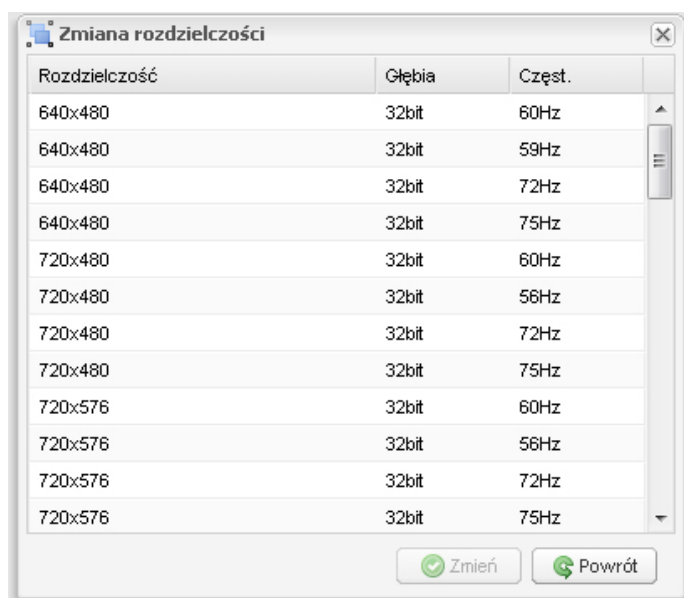 Zmiana rozdzielczości
Rozdzielczość Głębia Częst.
640x480 32bit 60Hz
640x480 32bit 59Hz
640x480 32bit 72Hz
640x480 32bit 75Hz
720x480 32bit 60Hz
720x480 32bit 56Hz
720x480 32bit 72Hz
720x480 32bit 75Hz
720x576 32bit 60Hz
720x576 32bit 56Hz
720x576 32bit 72Hz
720x576 32bit 75Hz
Zmień Powrót